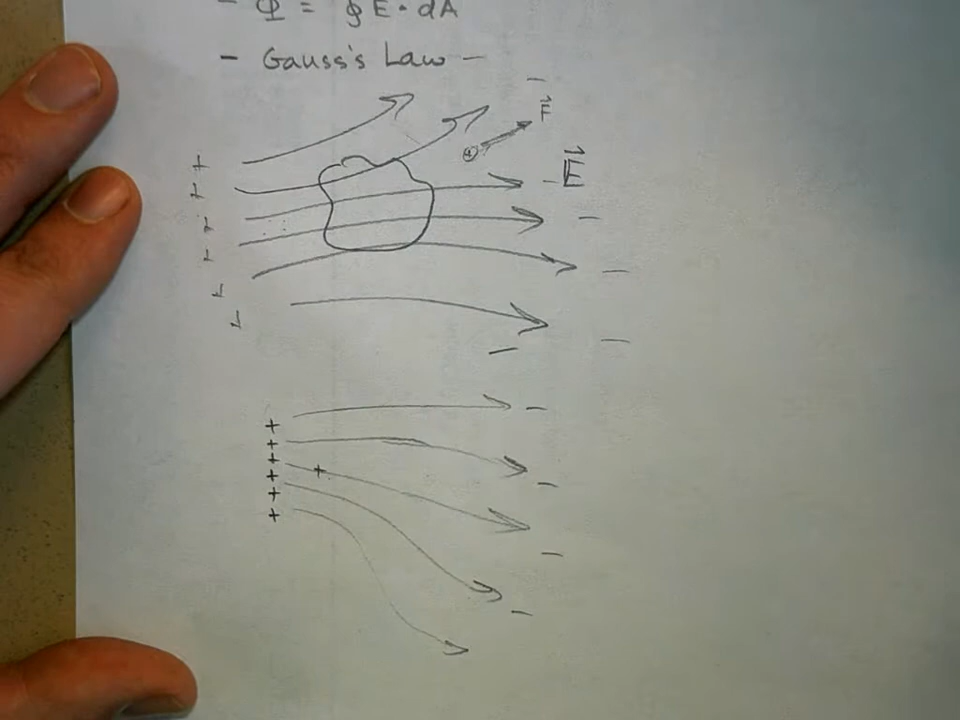 - Φ = ∮ E · dA
- Gauss's Law -
F⃗
+
E⃗